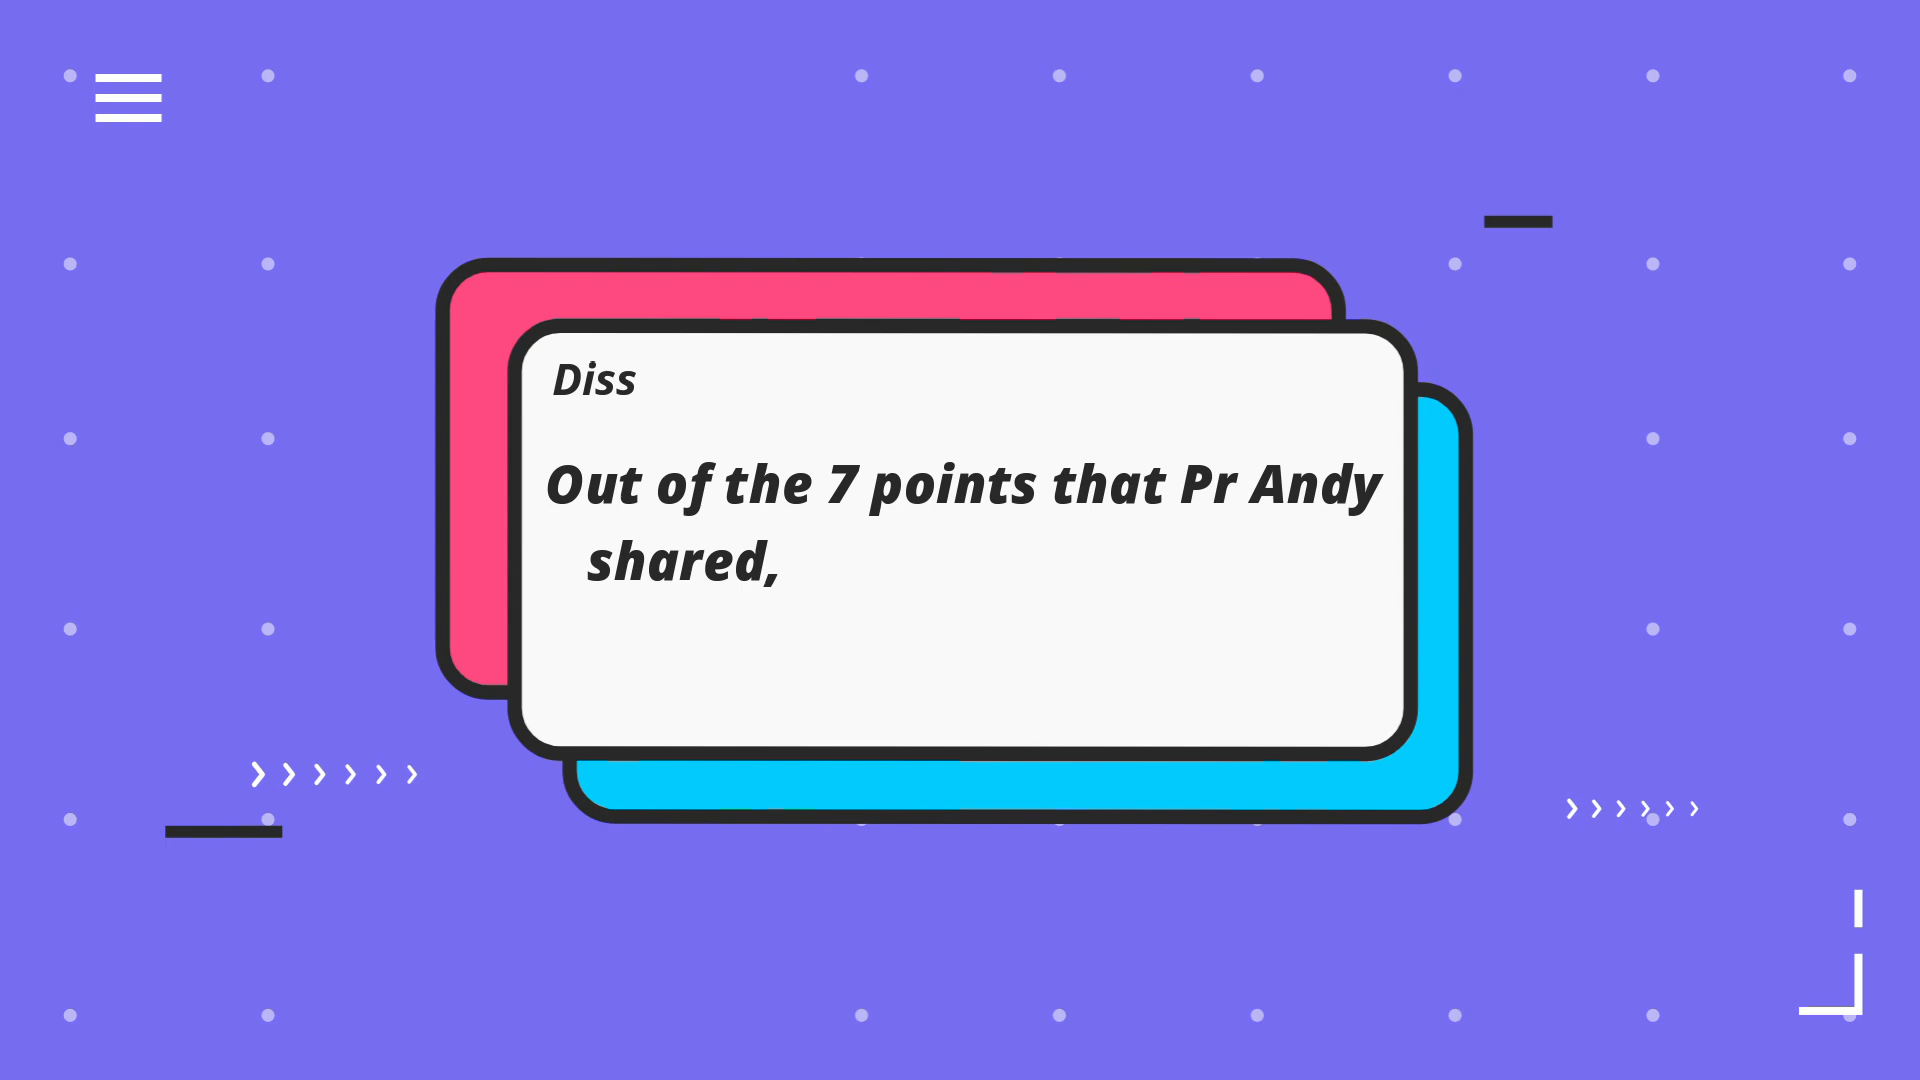 Diss
Out of the 7 points that Pr Andy
shared,